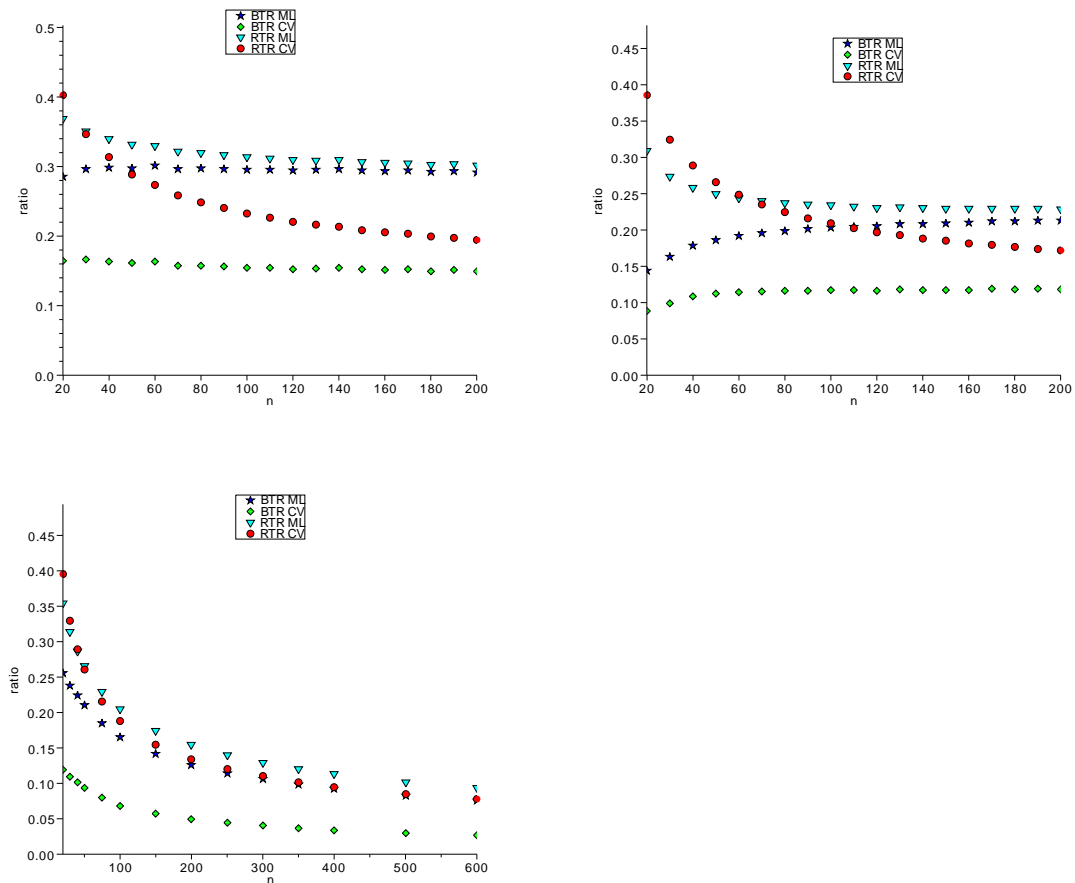 BTR ML
BTR CV
RTR ML
RTR CV
0.5
0.4
0.3
0.2
0.1
0.0
ratio
20 40 60 80 100 120 140 160 180 200
n
BTR ML
BTR CV
RTR ML
RTR CV
0.45
0.40
0.35
0.30
0.25
0.20
0.15
0.10
0.05
0.00
ratio
20 40 60 80 100 120 140 160 180 200
n
BTR ML
BTR CV
RTR ML
RTR CV
0.45
0.40
0.35
0.30
0.25
0.20
0.15
0.10
0.05
0.00
ratio
100 200 300 400 500 600
n